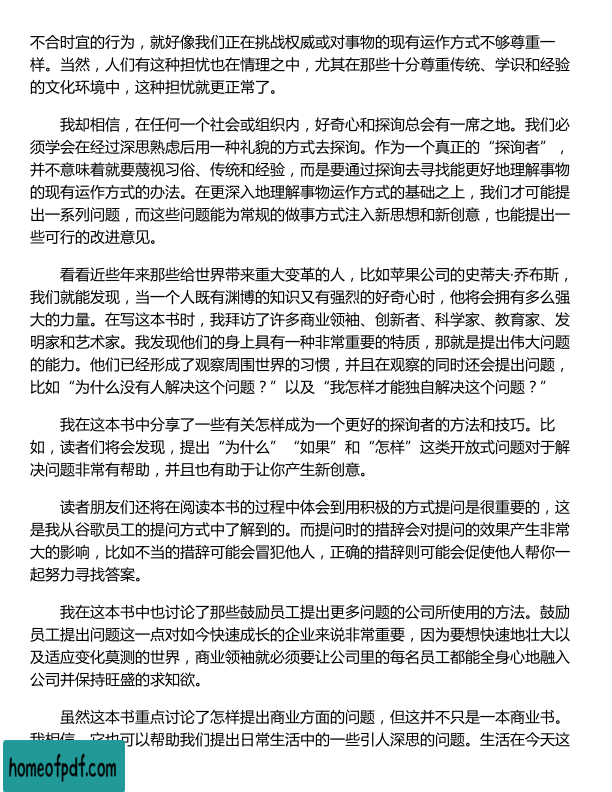 不合时宜的行为，就好像我们正在挑战权威或对事物的现有运作方式不够尊重一
样。当然，人们有这种担忧也在情理之中，尤其在那些十分尊重传统、学识和经验
的文化环境中，这种担忧就更正常了。
我却相信，在任何一个社会或组织内，好奇心和探询总会有一席之地。我们必
须学会在经过深思熟虑后用一种礼貌的方式去探询。作为一个真正的“探询者”，
并不意味着就要蔑视习俗、传统和经验，而是要通过探询去寻找能更好地理解事物
的现有运作方式的办法。在更深入地理解事物运作方式的基础之上，我们才可能提
出一系列问题，而这些问题能为常规的做事方式注入新思想和新创意，也能提出一
些可行的改进意见。
看看近些年来那些给世界带来重大变革的人，比如苹果公司的史蒂夫·乔布斯，
我们就能发现，当一个人既有渊博的知识又有强烈的好奇心时，他将会拥有多么强
大的力量。在写这本书时，我拜访了许多商业领袖、创新者、科学家、教育家、发
明家和艺术家。我发现他们的身上具有一种非常重要的特质，那就是提出伟大问题
的能力。他们已经形成了观察周围世界的习惯，并且在观察的同时还会提出问题，
比如“为什么没有人解决这个问题？”以及“我怎样才能独自解决这个问题？”
我在这本书中分享了一些有关怎样成为一个更好的探询者的方法和技巧。比
如，读者们将会发现，提出“为什么”“如果”和“怎样”这类开放式问题对于解
决问题非常有帮助，并且也有助于让你产生新创意。
读者朋友们还将在阅读本书的过程中体会到用积极的方式提问是很重要的，这
是我从谷歌员工的提问方式中了解到的。而提问时的措辞会对提问的效果产生非常
大的影响，比如不当的措辞可能会冒犯他人，正确的措辞则可能会促使他人帮你一
起努力寻找答案。
我在这本书中也讨论了那些鼓励员工提出更多问题的公司所使用的方法。鼓励
员工提出问题这一点对如今快速成长的企业来说非常重要，因为要想快速地壮大以
及适应变化莫测的世界，商业领袖就必须要让公司里的每名员工都能全身心地融入
公司并保持旺盛的求知欲。
虽然这本书重点讨论了怎样提出商业方面的问题，但这并不只是一本商业书。
我相信，它也可以帮助我们提出日常生活中的一些引人深思的问题。生活在今天这
homeofpdf.com